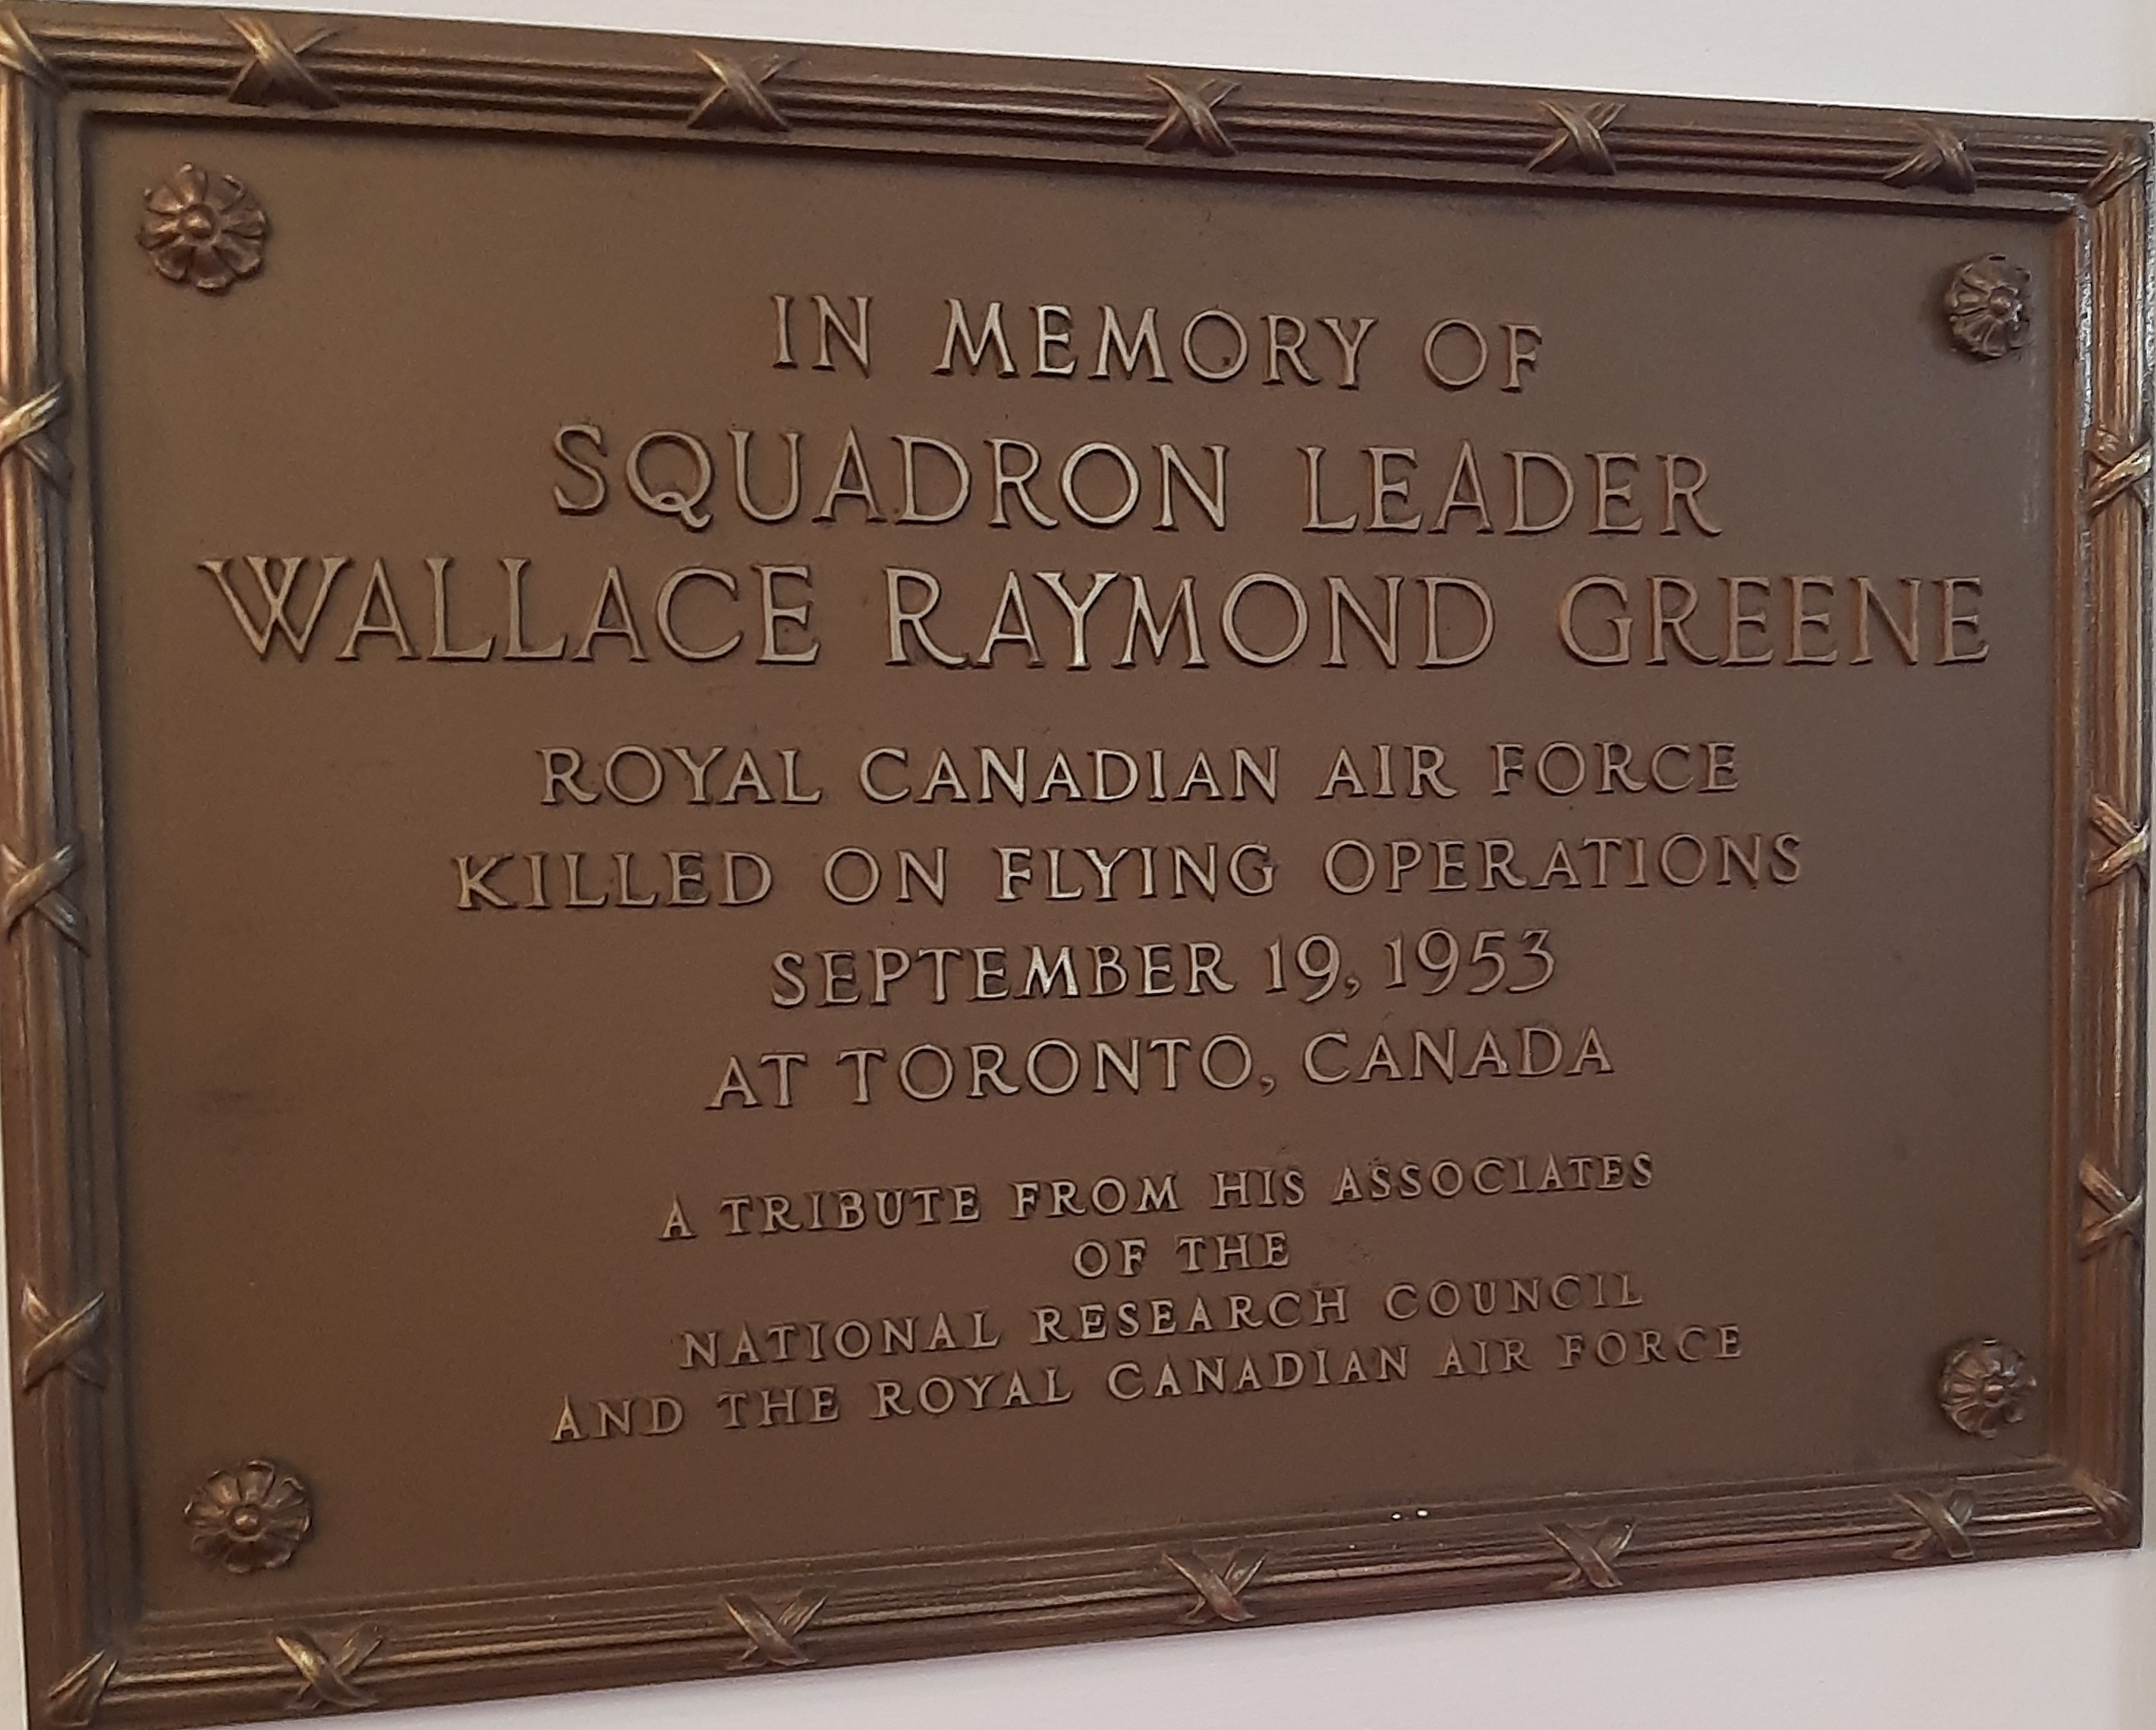 IN MEMORY OF
SQUADRON LEADER
WALLACE RAYMOND GREENE
ROYAL CANADIAN AIR FORCE
KILLED ON FLYING OPERATIONS
SEPTEMBER 19, 1953
AT TORONTO, CANADA
A TRIBUTE FROM HIS ASSOCIATES
OF THE
NATIONAL RESEARCH COUNCIL
AND THE ROYAL CANADIAN AIR FORCE